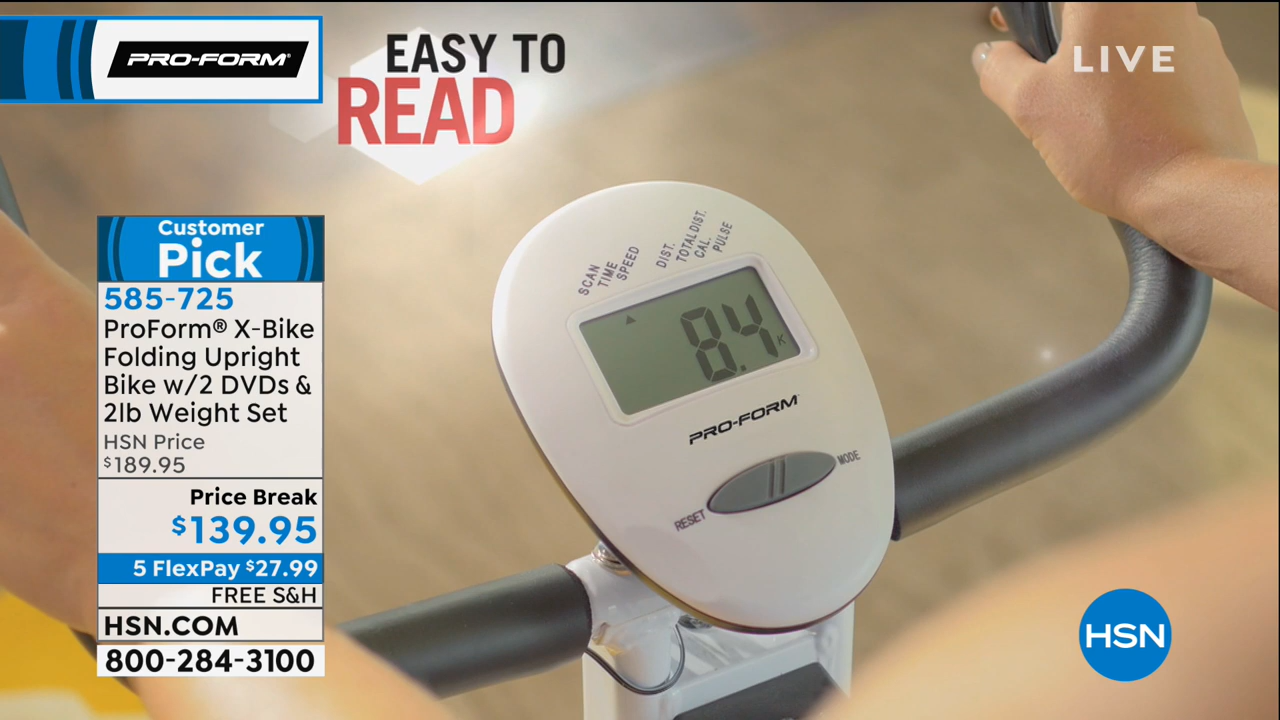 PRO-FORM®
EASY TO
READ
LIVE
Customer
Pick
585-725
ProForm® X-Bike
Folding Upright
Bike w/2 DVDs &
2lb Weight Set
HSN Price
$189.95
Price Break
$139.95
5 FlexPay $27.99
FREE S&H
HSN.COM
800-284-3100
SCAN
TIME
SPEED
DIST.
TOTAL DIST.
CAL.
PULSE
8.4 K
PRO-FORM
RESET
MODE
HSN